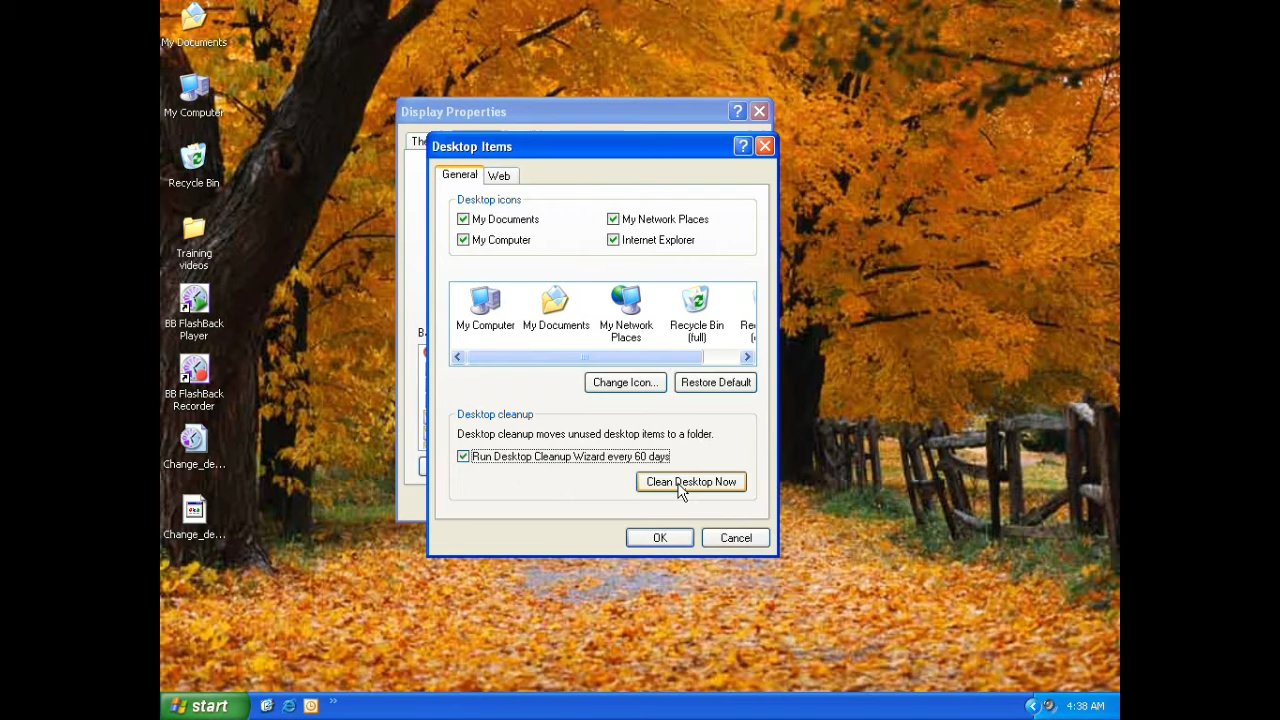 My Documents
My Computer
Recycle Bin
Training
videos
BB FlashBack
Player
BB FlashBack
Recorder
Change_de...
Change_de...
Display Properties
Desktop Items
General
Web
Desktop icons
My Documents
My Network Places
My Computer
Internet Explorer
My Computer
My Documents
My Network
Places
Recycle Bin
(full)
Change Icon...
Restore Default
Desktop cleanup
Desktop cleanup moves unused desktop items to a folder.
Run Desktop Cleanup Wizard every 60 days
Clean Desktop Now
OK
Cancel
start
4:38 AM